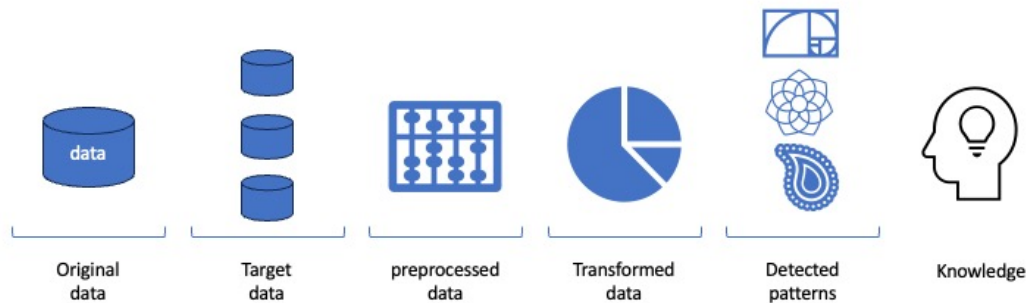 data
Original
data
Target
data
preprocessed
data
Transformed
data
Detected
patterns
Knowledge